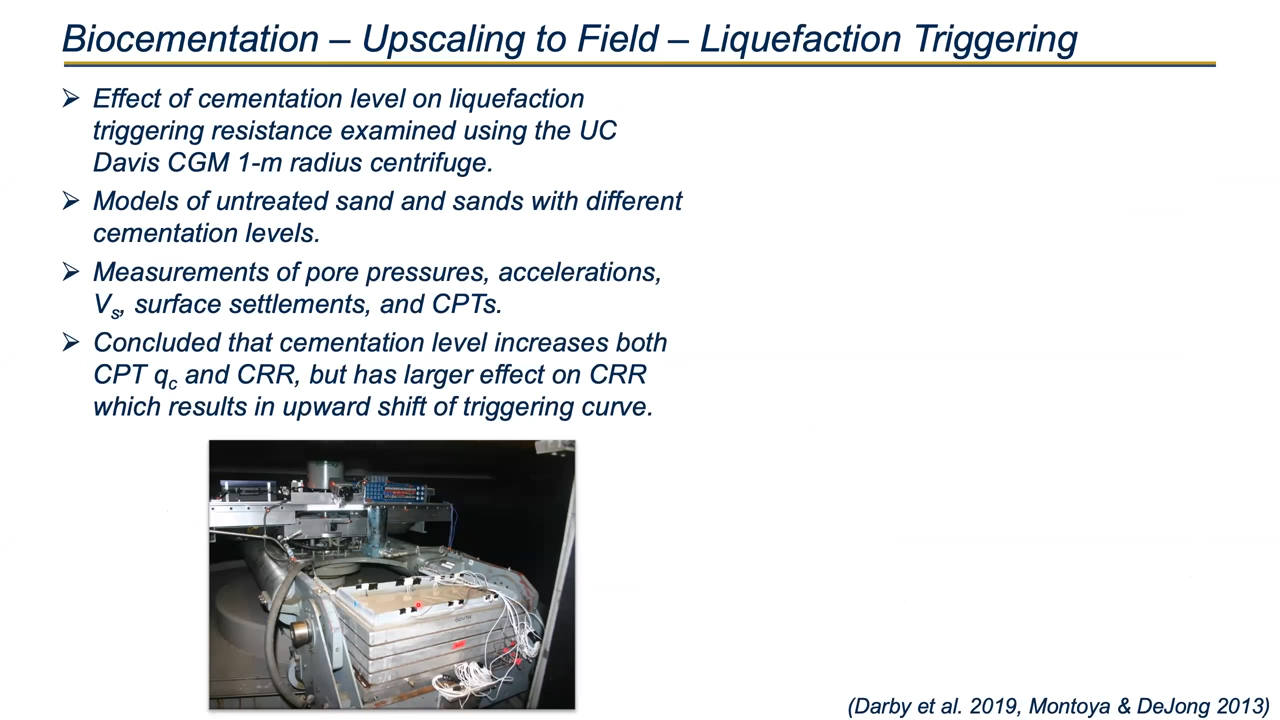 Biocementation – Upscaling to Field – Liquefaction Triggering
➢ Effect of cementation level on liquefaction
triggering resistance examined using the UC
Davis CGM 1-m radius centrifuge.
➢ Models of untreated sand and sands with different
cementation levels.
➢ Measurements of pore pressures, accelerations,
Vs, surface settlements, and CPTs.
➢ Concluded that cementation level increases both
CPT qc and CRR, but has larger effect on CRR
which results in upward shift of triggering curve.
SOUTH
(Darby et al. 2019, Montoya & DeJong 2013)